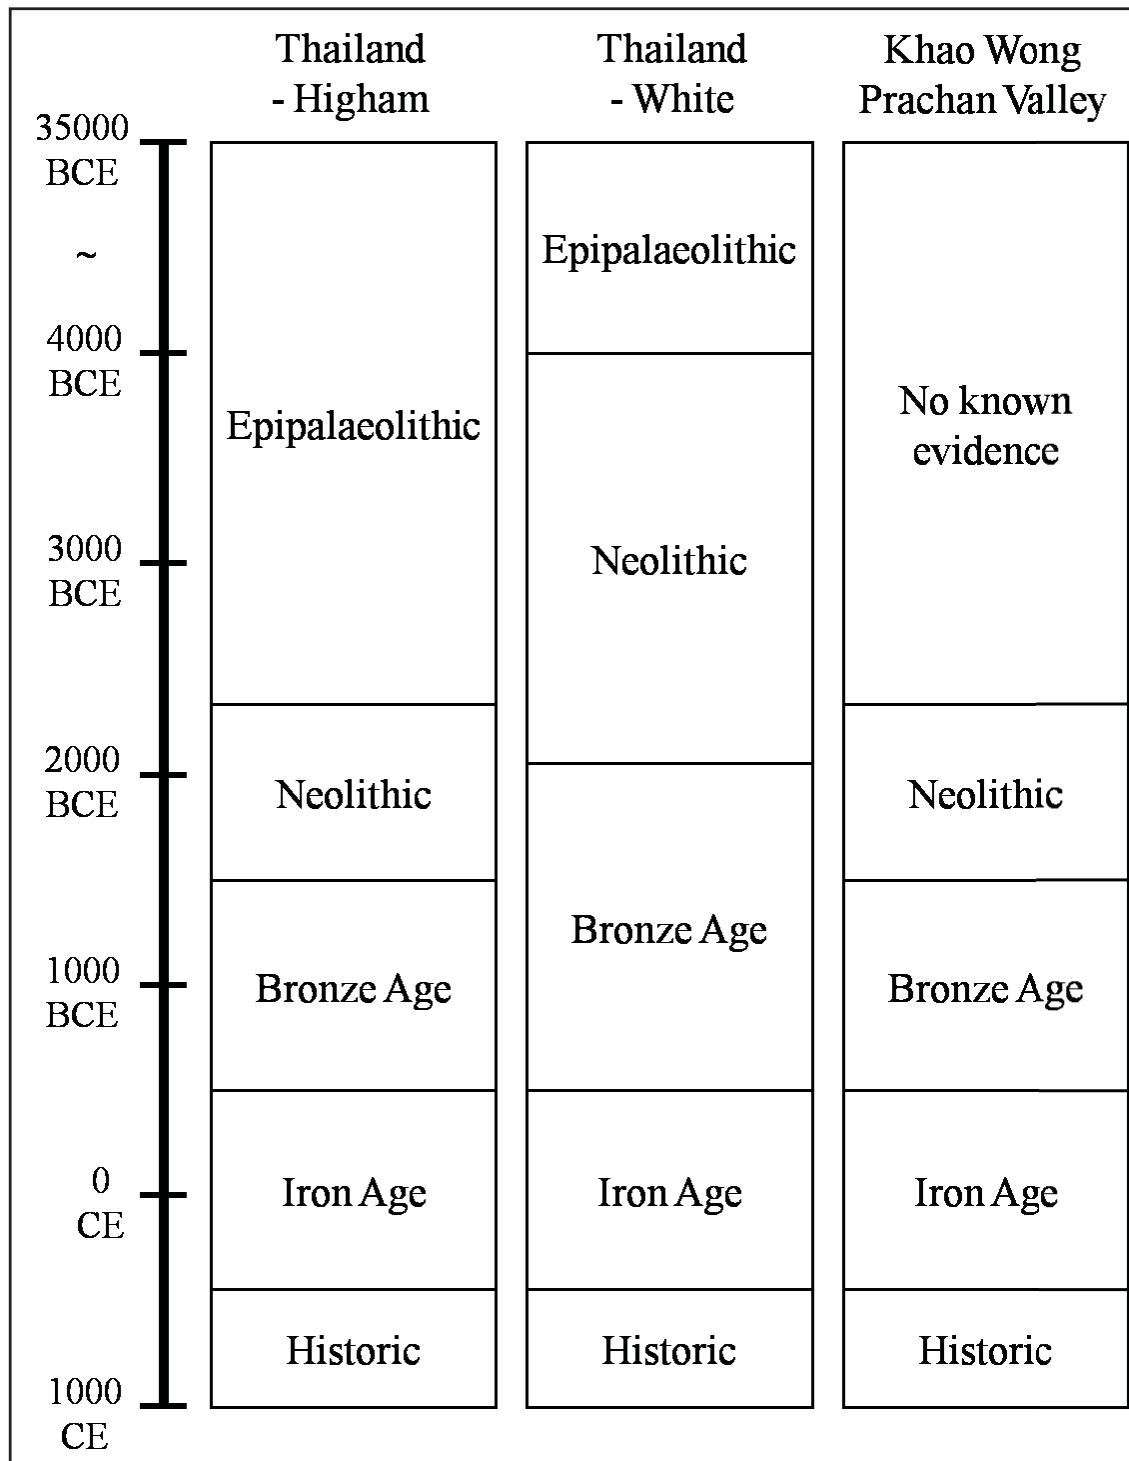 Thailand
- Higham
Thailand
- White
Khao Wong
Prachan Valley
35000
BCE
~
4000
BCE
3000
BCE
2000
BCE
1000
BCE
0
CE
1000
CE
Epipalaeolithic
Neolithic
Bronze Age
Iron Age
Historic
Epipalaeolithic
Neolithic
Bronze Age
Iron Age
Historic
No known
evidence
Neolithic
Bronze Age
Iron Age
Historic